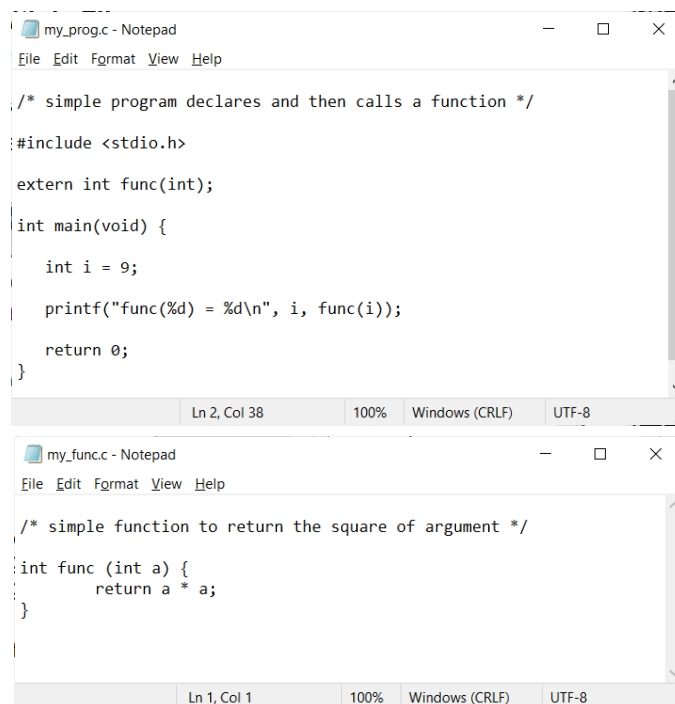 my_prog.c - Notepad
File Edit Format View Help
/* simple program declares and then calls a function */
#include <stdio.h>
extern int func(int);
int main(void) {
int i = 9;
printf("func(%d) = %d\n", i, func(i));
return 0;
}
Ln 2, Col 38 100% Windows (CRLF) UTF-8
my_func.c - Notepad
File Edit Format View Help
/* simple function to return the square of argument */
int func (int a) {
return a * a;
}
Ln 1, Col 1 100% Windows (CRLF) UTF-8